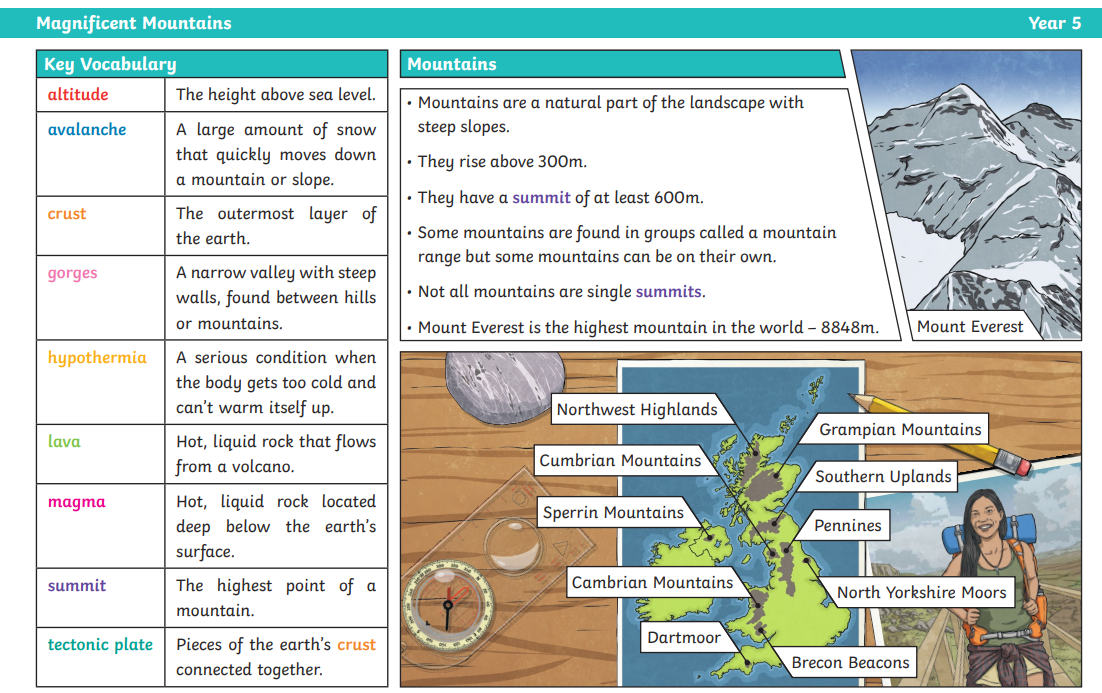 Magnificent Mountains
Year 5
Key Vocabulary
altitude
The height above sea level.
avalanche
A large amount of snow
that quickly moves down
a mountain or slope.
crust
The outermost layer of
the earth.
gorges
A narrow valley with steep
walls, found between hills
or mountains.
hypothermia
A serious condition when
the body gets too cold and
can't warm itself up.
lava
Hot, liquid rock that flows
from a volcano.
magma
Hot, liquid rock located
deep below the earth's
surface.
summit
The highest point of a
mountain.
tectonic plate
Pieces of the earth's crust
connected together.
Mountains
• Mountains are a natural part of the landscape with
steep slopes.
• They rise above 300m.
• They have a summit of at least 600m.
• Some mountains are found in groups called a mountain
range but some mountains can be on their own.
• Not all mountains are single summits.
• Mount Everest is the highest mountain in the world – 8848m.
Mount Everest
Northwest Highlands
Grampian Mountains
Cumbrian Mountains
Southern Uplands
Sperrin Mountains
Pennines
Cambrian Mountains
North Yorkshire Moors
Dartmoor
Brecon Beacons